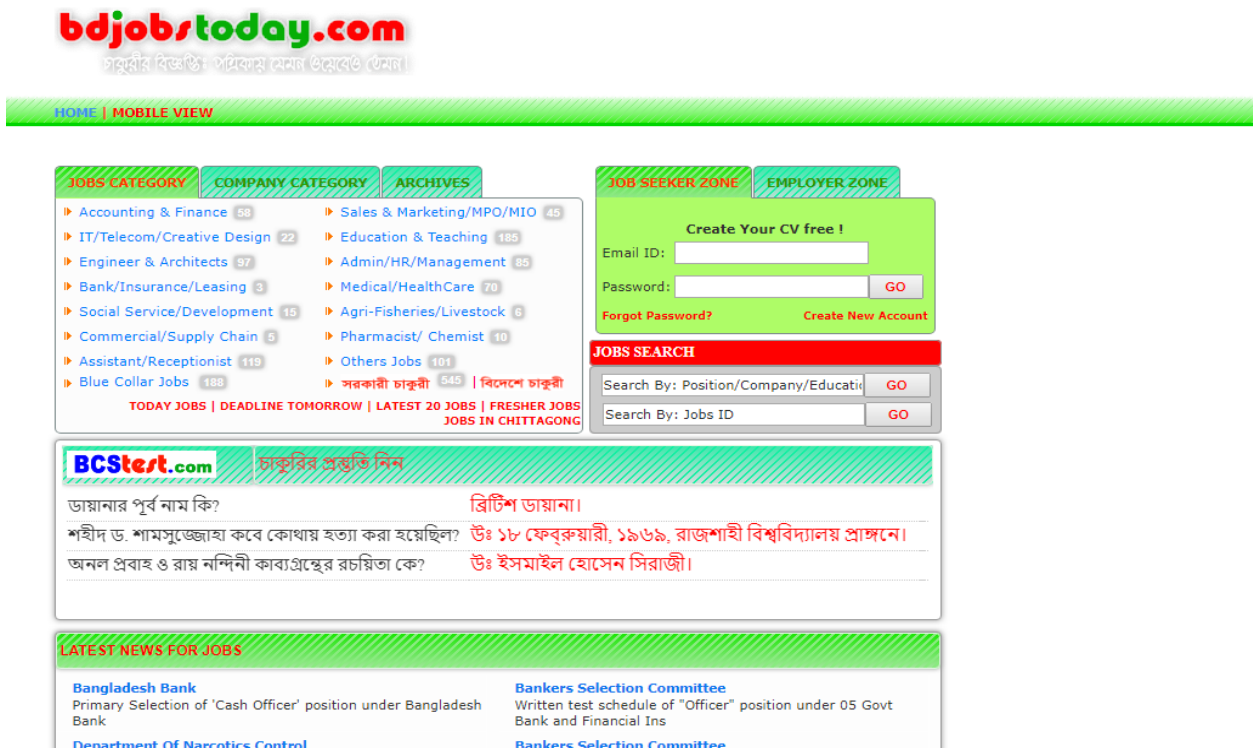 bdjobstoday.com
চাকুরীর বিজ্ঞপ্তি: পত্রিকায় যেমন ওয়েবেও তেমন।
HOME | MOBILE VIEW
JOBS CATEGORY COMPANY CATEGORY ARCHIVES
Accounting & Finance 58 Sales & Marketing/MPO/MIO 45
IT/Telecom/Creative Design 22 Education & Teaching 185
Engineer & Architects 97 Admin/HR/Management 85
Bank/Insurance/Leasing 3 Medical/HealthCare 70
Social Service/Development 15 Agri-Fisheries/Livestock 6
Commercial/Supply Chain 5 Pharmacist/ Chemist 10
Assistant/Receptionist 119 Others Jobs 101
Blue Collar Jobs 188 সরকারী চাকুরী 545 | বিদেশে চাকুরী
TODAY JOBS | DEADLINE TOMORROW | LATEST 20 JOBS | FRESHER JOBS
JOBS IN CHITTAGONG
JOB SEEKER ZONE EMPLOYER ZONE
Create Your CV free !
Email ID:
Password: GO
Forgot Password? Create New Account
JOBS SEARCH
Search By: Position/Company/Educatic GO
Search By: Jobs ID GO
BCStest.com চাকুরির প্রস্তুতি নিন
ডায়ানার পূর্ব নাম কি? ব্রিটিশ ডায়ানা।
শহীদ ড. শামসুজ্জোহা কবে কোথায় হত্যা করা হয়েছিল? উঃ ১৮ ফেব্রুয়ারী, ১৯৬৯, রাজশাহী বিশ্ববিদ্যালয় প্রাঙ্গনে।
অনল প্রবাহ ও রায় নন্দিনী কাব্যগ্রন্থের রচয়িতা কে? উঃ ইসমাইল হোসেন সিরাজী।
LATEST NEWS FOR JOBS
Bangladesh Bank
Primary Selection of 'Cash Officer' position under Bangladesh
Bank
Bankers Selection Committee
Written test schedule of "Officer" position under 05 Govt
Bank and Financial Ins
Department Of Narcotics Control
Bankers Selection Committee